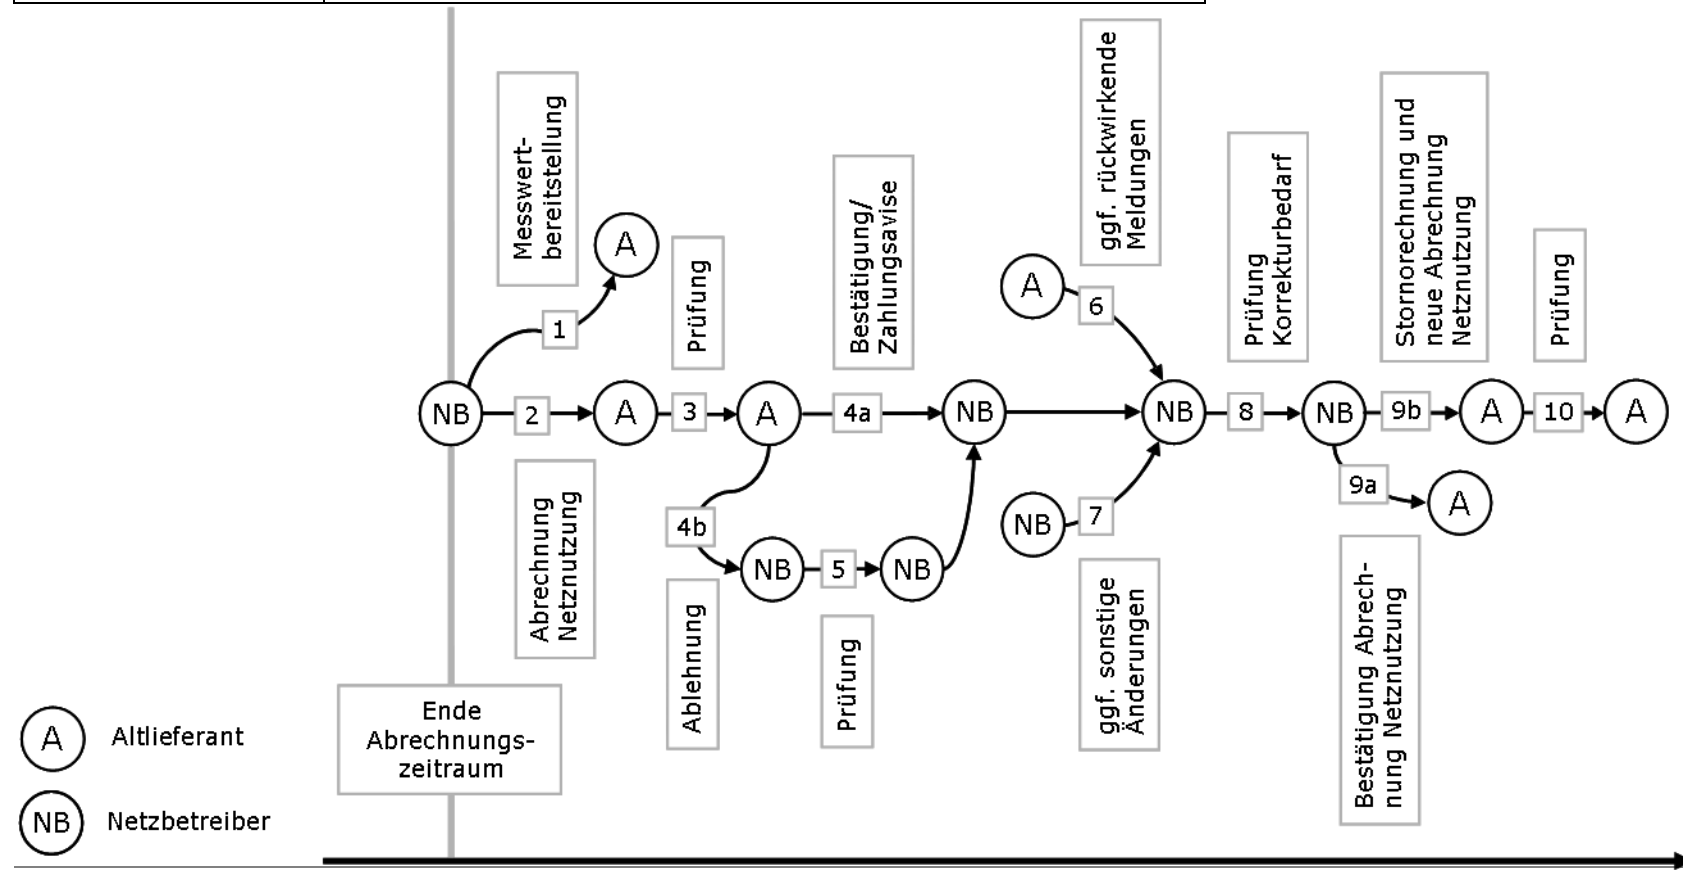 Messwert-
bereitstellung
A
1
Prüfung
Bestätigung/
Zahlungsavise
ggf. rückwirkende
Meldungen
A
6
Prüfung
Korrekturbedarf
Stornorechnung und
neue Abrechnung
Netznutzung
Prüfung
NB
2
A
3
A
4a
NB
NB
8
NB
9b
A
10
A
4b
NB
5
NB
NB
7
9a
A
Abrechnung
Netznutzung
Ablehnung
Prüfung
ggf. sonstige
Änderungen
Bestätigung Abrech-
nung Netznutzung
Ende
Abrechnungs-
zeitraum
A Altlieferant
NB Netzbetreiber